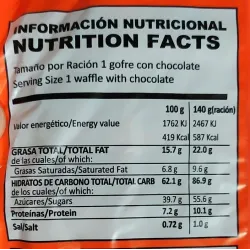 INFORMACIÓN NUTRICIONAL
NUTRITION FACTS
Tamaño por Ración 1 gofre con chocolate
Serving Size 1 waffle with chocolate
100 g 140 g(ración)
Valor energético/Energy value 1762 KJ 2467 KJ
419 Kcal 587 Kcal
GRASA TOTAL/TOTAL FAT 15.7 g 22.0 g
de las cuales/of which:
Grasas Saturadas/Saturated Fat 6.8 g 9.6 g
HIDRATOS DE CARBONO TOTAL/TOTAL CARB 62.1 g 86.9 g
de los cuales/of which:
Azúcares/Sugars 39.7 g 55.6 g
Proteínas/Protein 7.2 g 10.1 g
Sal/Salt 0.72 g 1.0 g